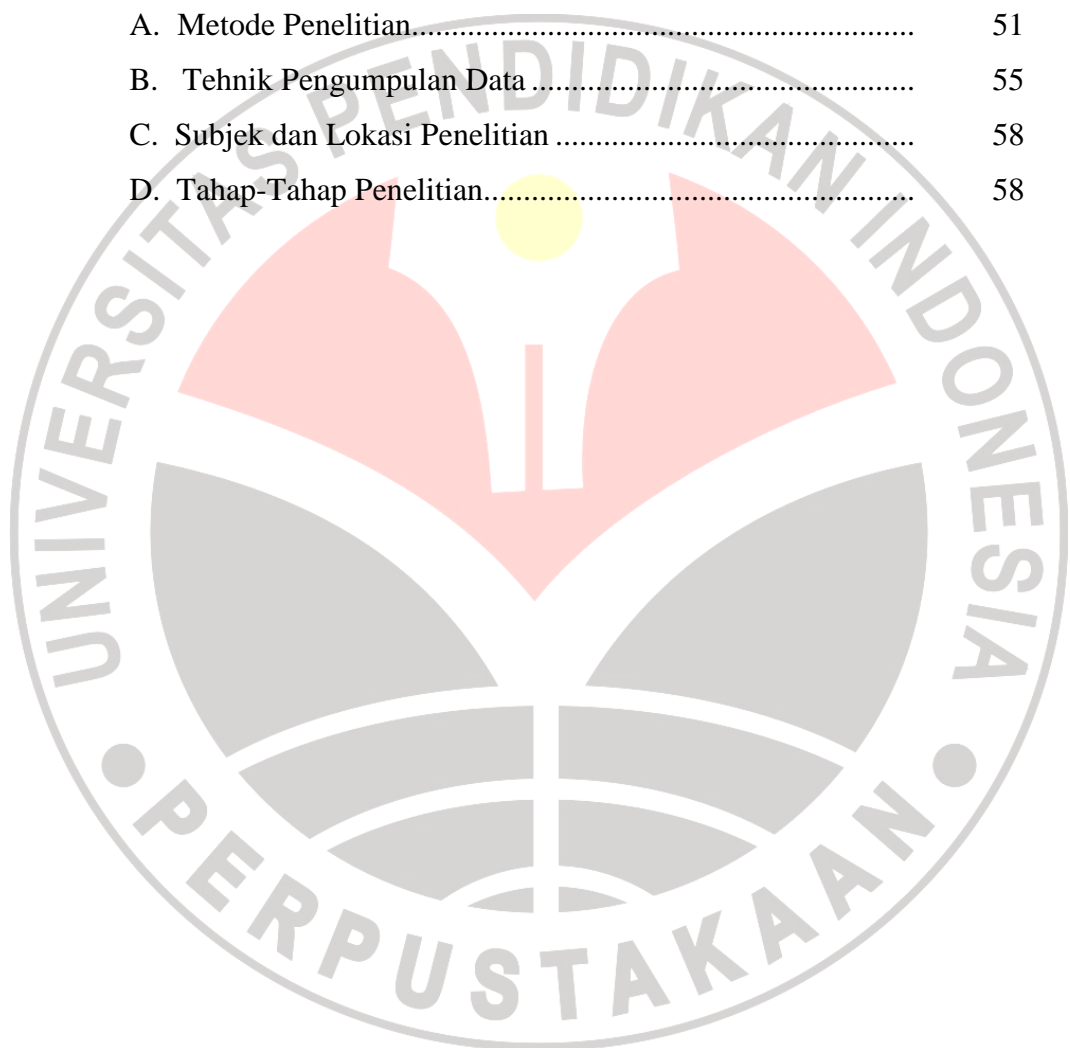 A. Metode Penelitian............................................................... 51
B. Tehnik Pengumpulan Data ................................................ 55
C. Subjek dan Lokasi Penelitian ............................................. 58
D. Tahap-Tahap Penelitian...................................................... 58
UNIVERSITAS PENDIDIKAN INDONESIA
PERPUSTAKAAN